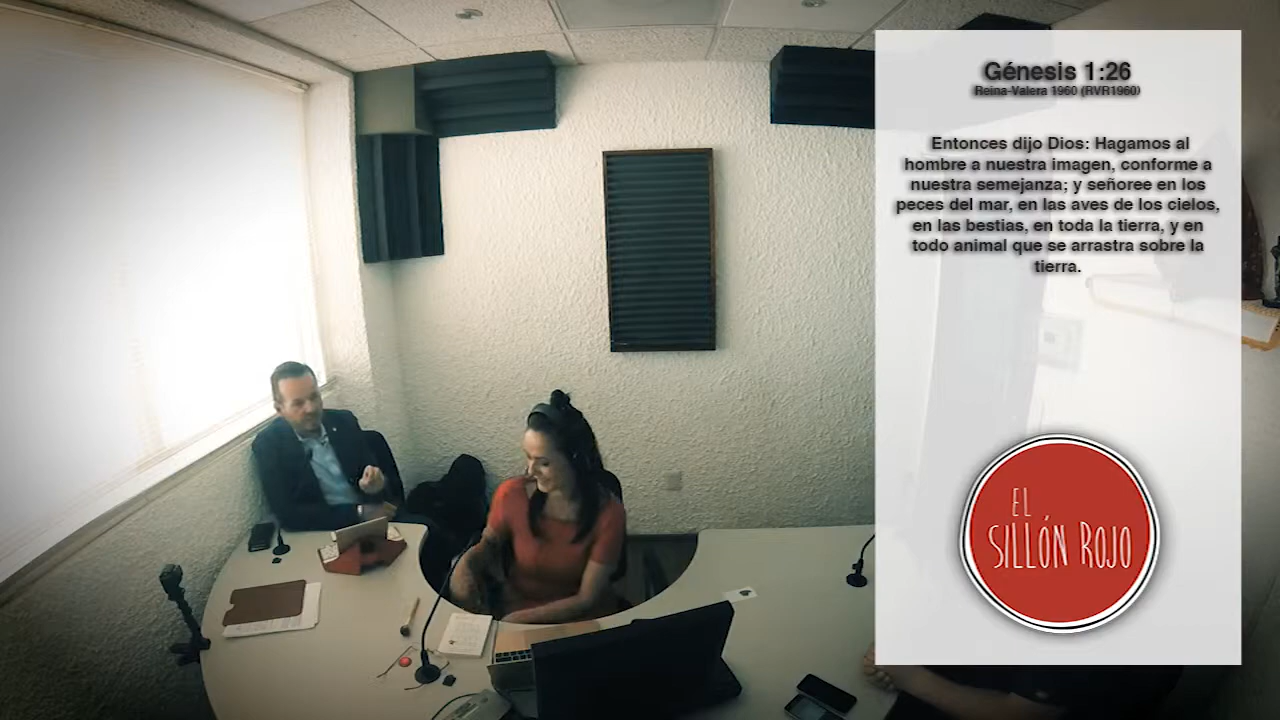 Génesis 1:26
Reina-Valera 1960 (RVR1960)
Entonces dijo Dios: Hagamos al
hombre a nuestra imagen, conforme a
nuestra semejanza; y señoree en los
peces del mar, en las aves de los cielos,
en las bestias, en toda la tierra, y en
todo animal que se arrastra sobre la
tierra.
EL
SILLÓN ROJO